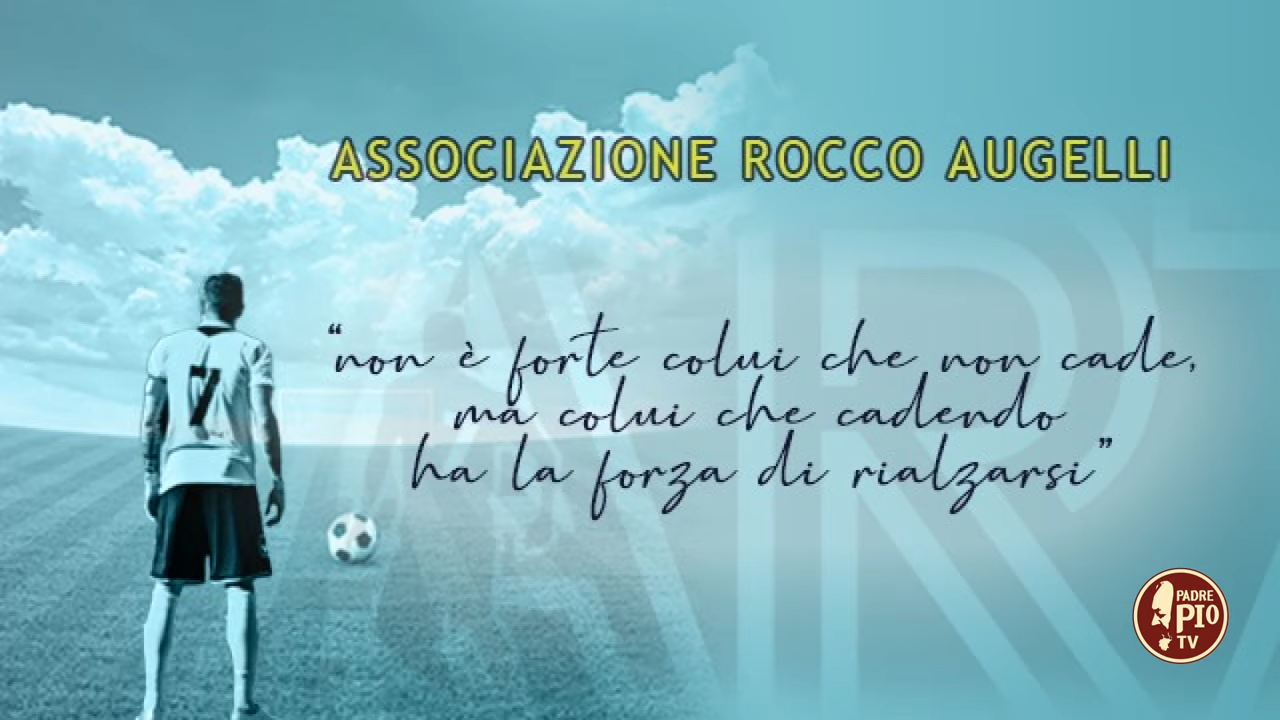 ASSOCIAZIONE ROCCO AUGELLI
“non è forte colui che non cade,
ma colui che cadendo
ha la forza di rialzarsi”
7
PADRE
PIO
TV